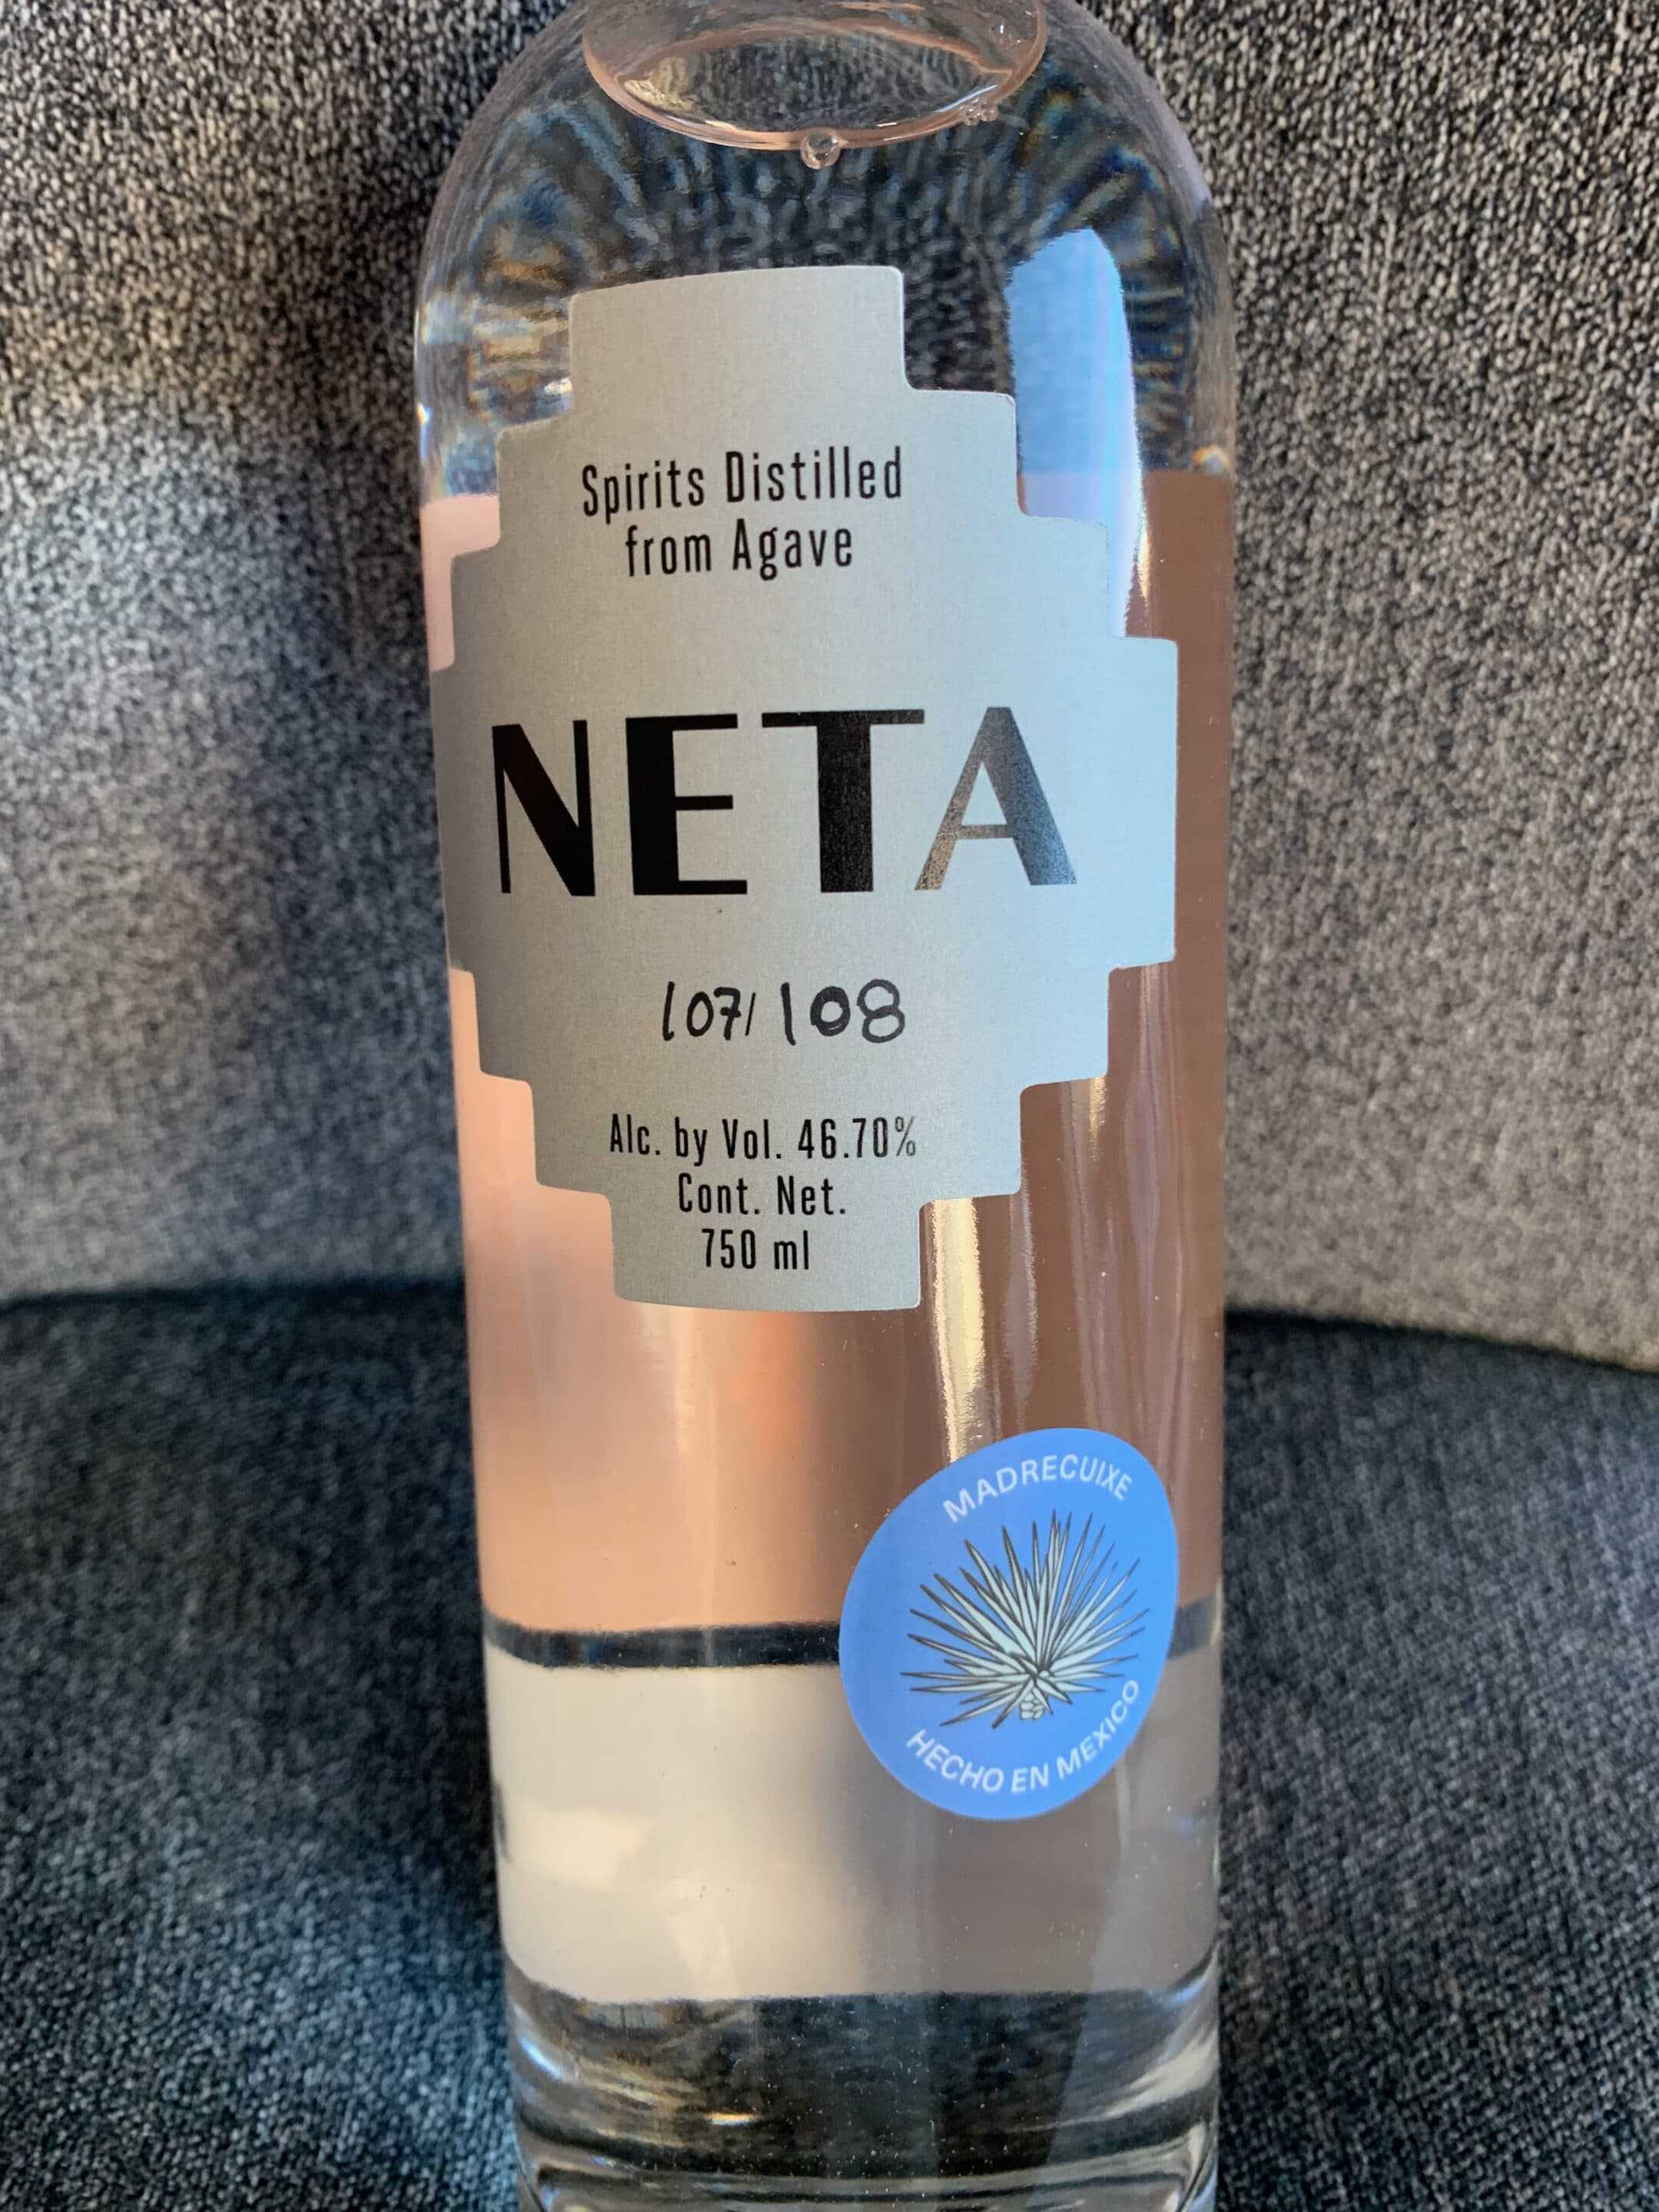 Spirits Distilled
from Agave
NETA
107/108
Alc. by Vol. 46.70%
Cont. Net.
750 ml
MADRECUIXE
HECHO EN MEXICO